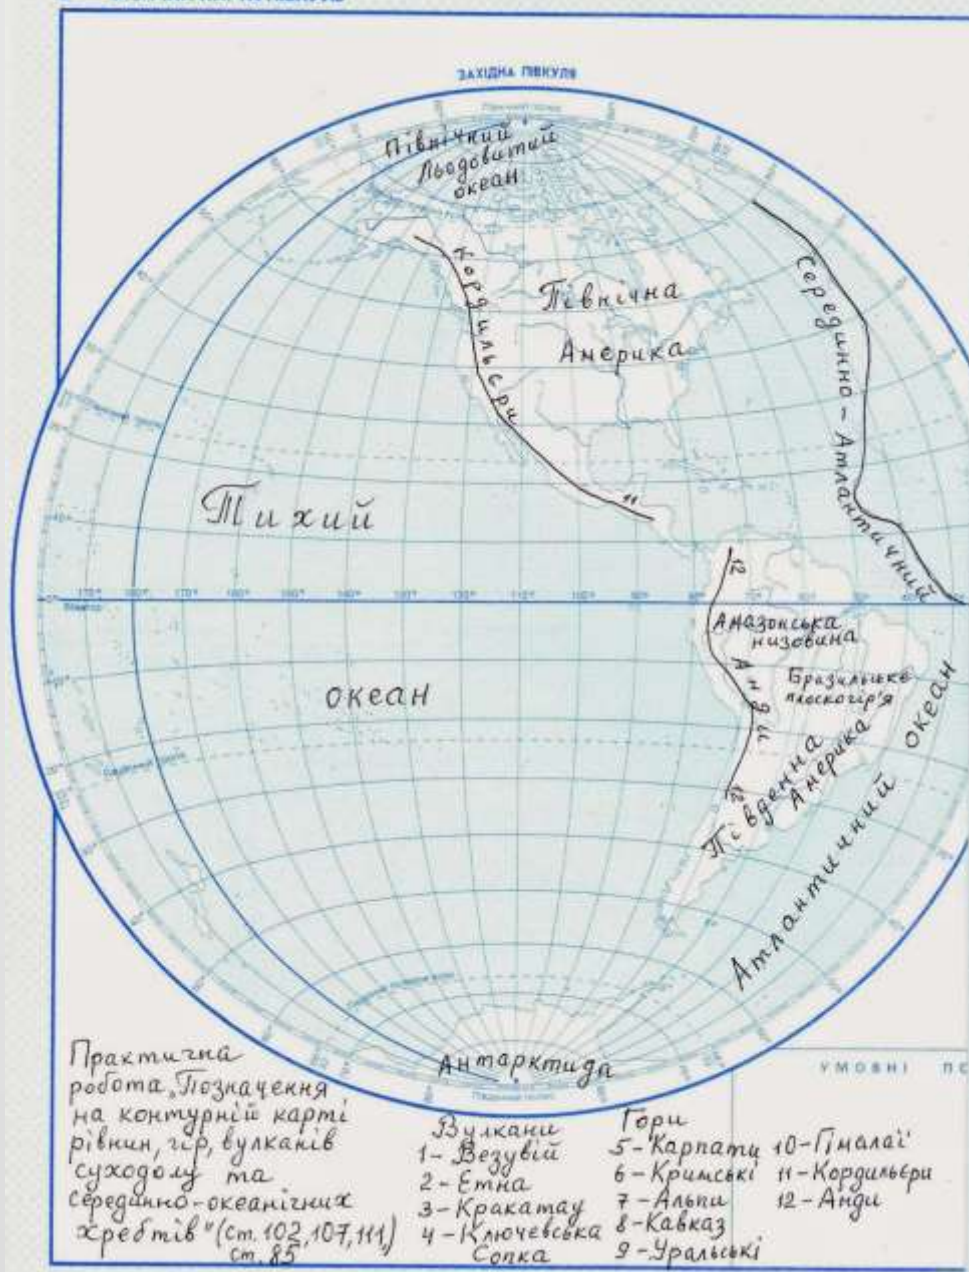 ЗАХІДНА ПІВКУЛЯ
Північний
Льодовитий
океан
Кордильєри
Північна
Америка
Серединно-Атлантичний
Тихий
океан
11
12
Амазонська
низовина
Анди
Бразильське
плоскогір'я
Південна
Америка
12
Атлантичний океан
Антарктида
УМОВНІ
Практична
робота „Позначення
на контурній карті
рівнин, гір, вулканів
суходолу та
серединно-океанічних
хребтів" (ст. 102, 107, 111)
ст. 85
Вулкани
1- Везувій
2- Етна
3- Кракатау
4- Ключевська
Сопка
Гори
5-Карпати
6-Кримські
7-Альпи
8-Кавказ
9-Уральські
10-Гімалаї
11-Кордильєри
12-Анди